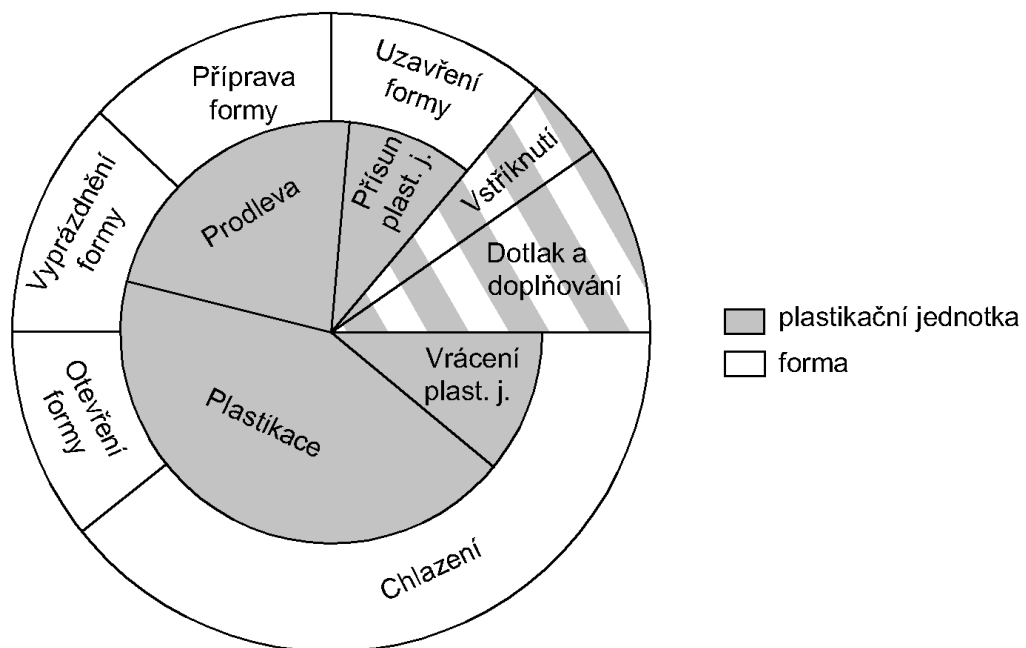 Příprava
formy
Uzavření
formy
Vstříknutí
Dotlak a
doplňování
Přísun
plast. j.
Prodleva
Vyprázdnění
formy
Otevření
formy
Plastikace
Vrácení
plast. j.
Chlazení
plastikační jednotka
forma